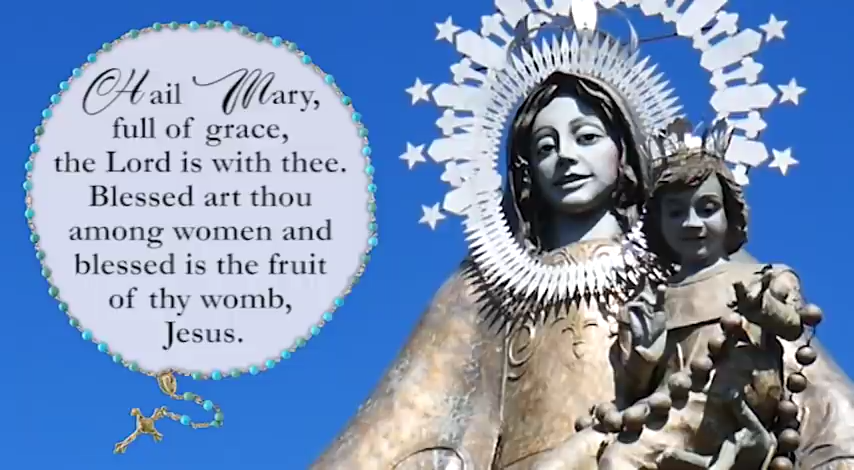 Hail Mary,
full of grace,
the Lord is with thee.
Blessed art thou
among women and
blessed is the fruit
of thy womb,
Jesus.